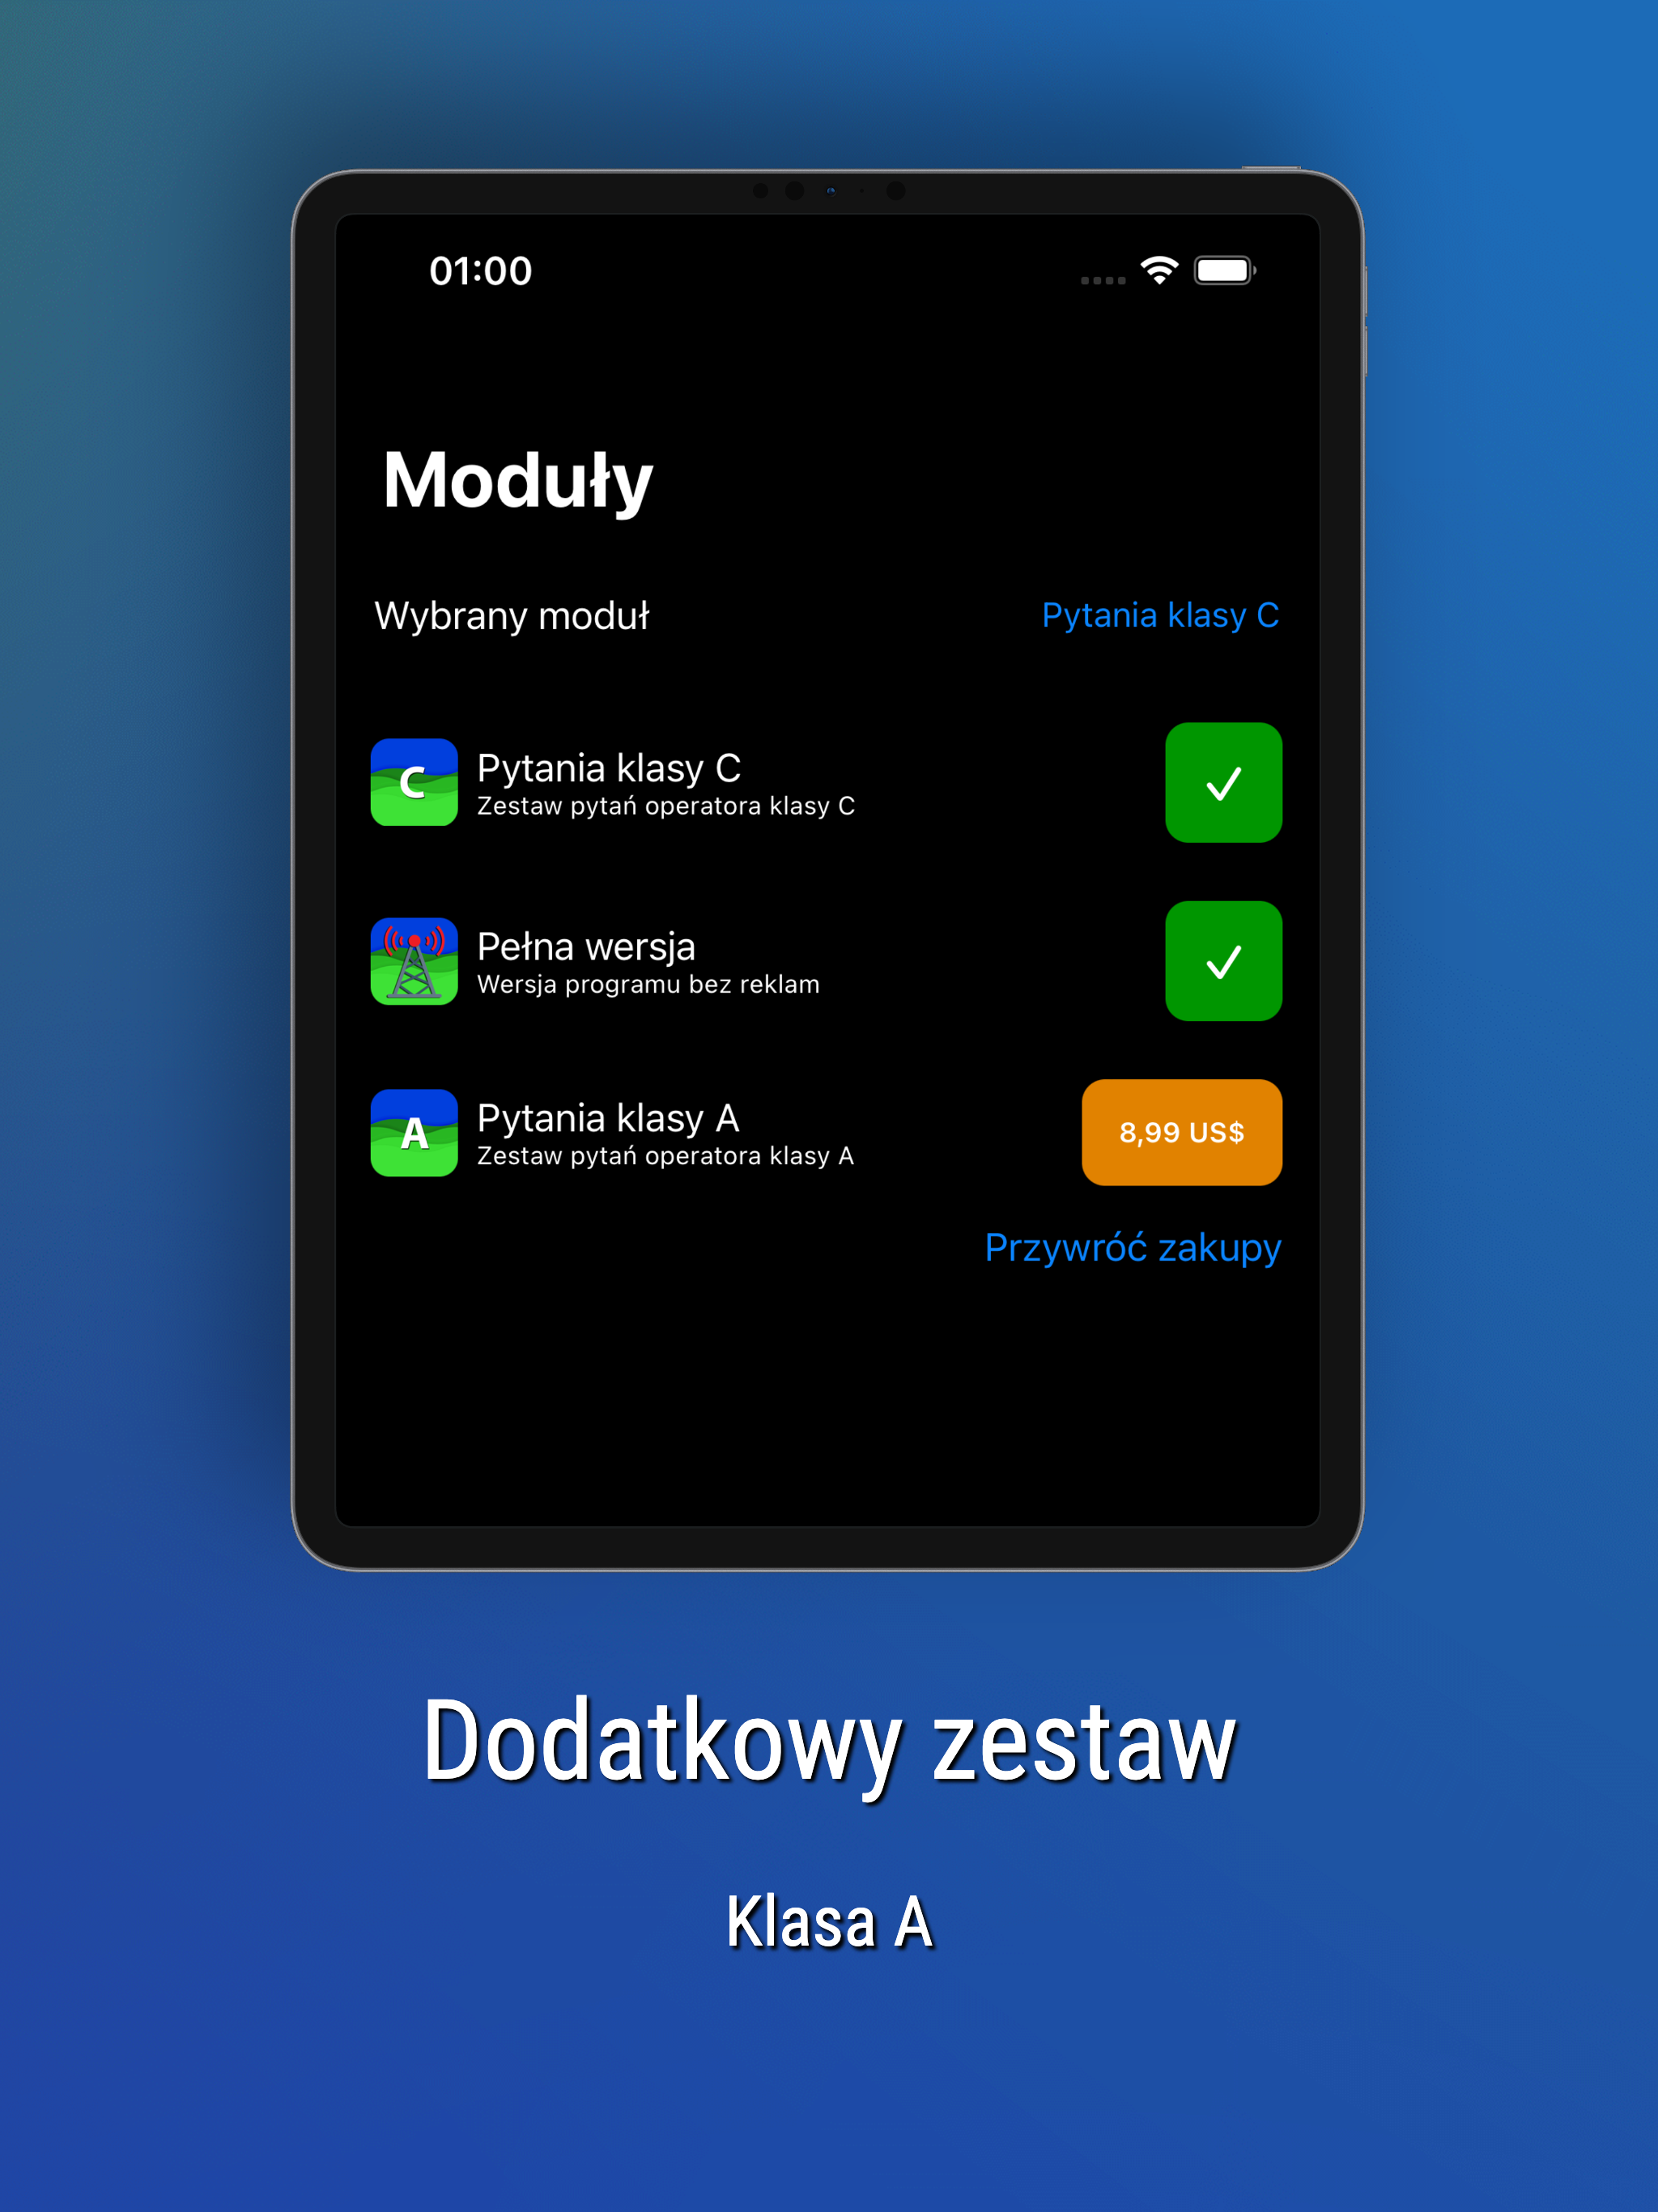 01:00
Moduły
Wybrany moduł
Pytania klasy C
C
Pytania klasy C
Zestaw pytań operatora klasy C
Pełna wersja
Wersja programu bez reklam
A
Pytania klasy A
Zestaw pytań operatora klasy A
8,99 US$
Przywróć zakupy
Dodatkowy zestaw
Klasa A